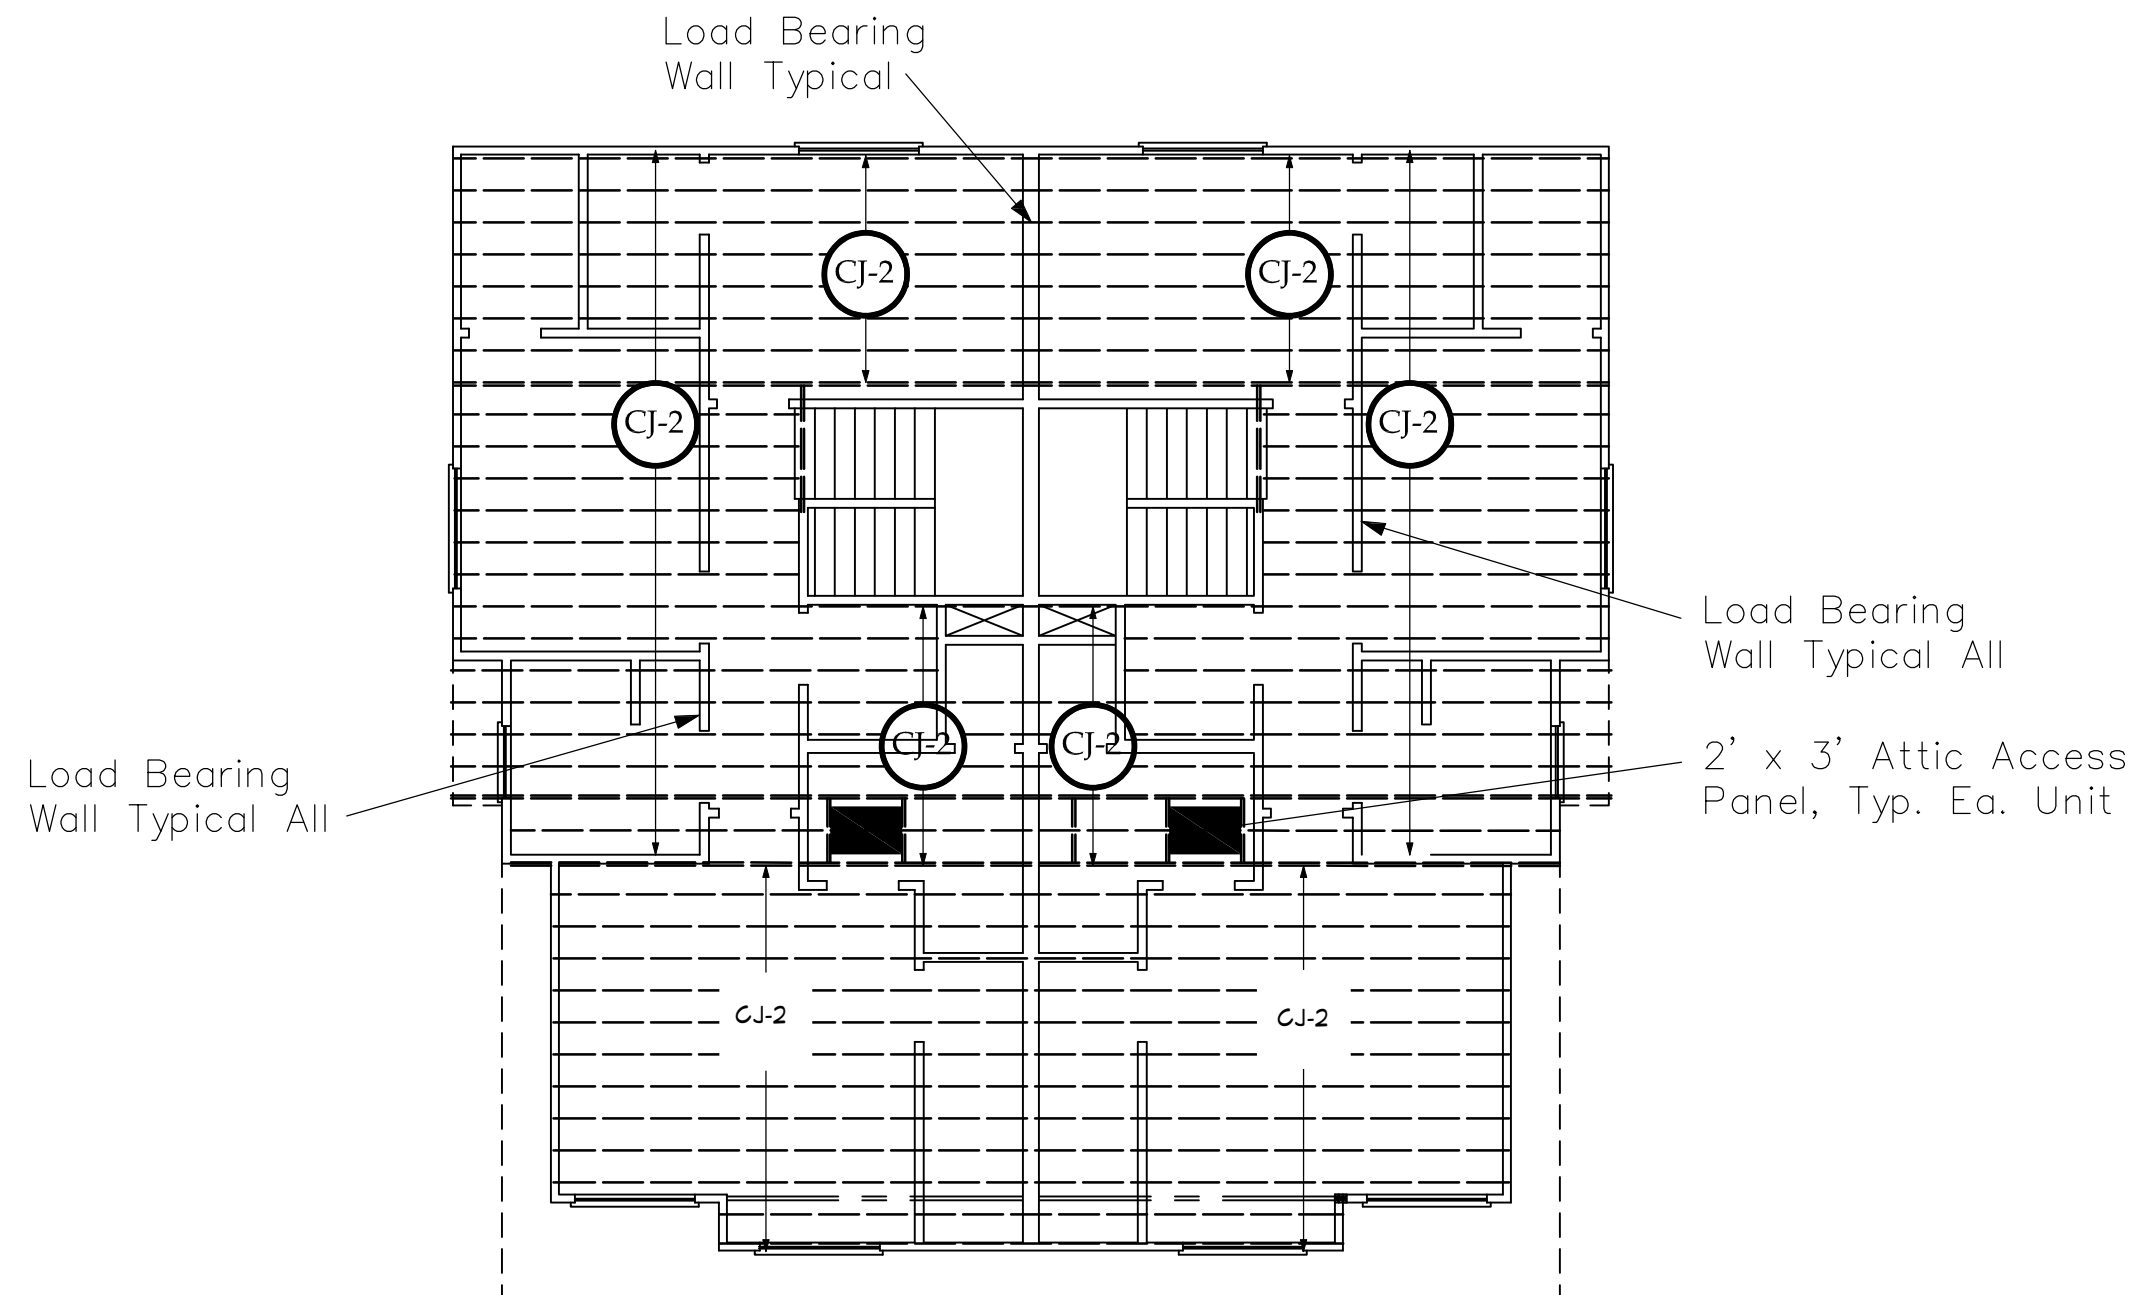 Load Bearing
Wall Typical
CJ-2
CJ-2
CJ-2
CJ-2
Load Bearing
Wall Typical All
CJ-2
CJ-2
Load Bearing
Wall Typical All
2' x 3' Attic Access
Panel, Typ. Ea. Unit
CJ-2
CJ-2